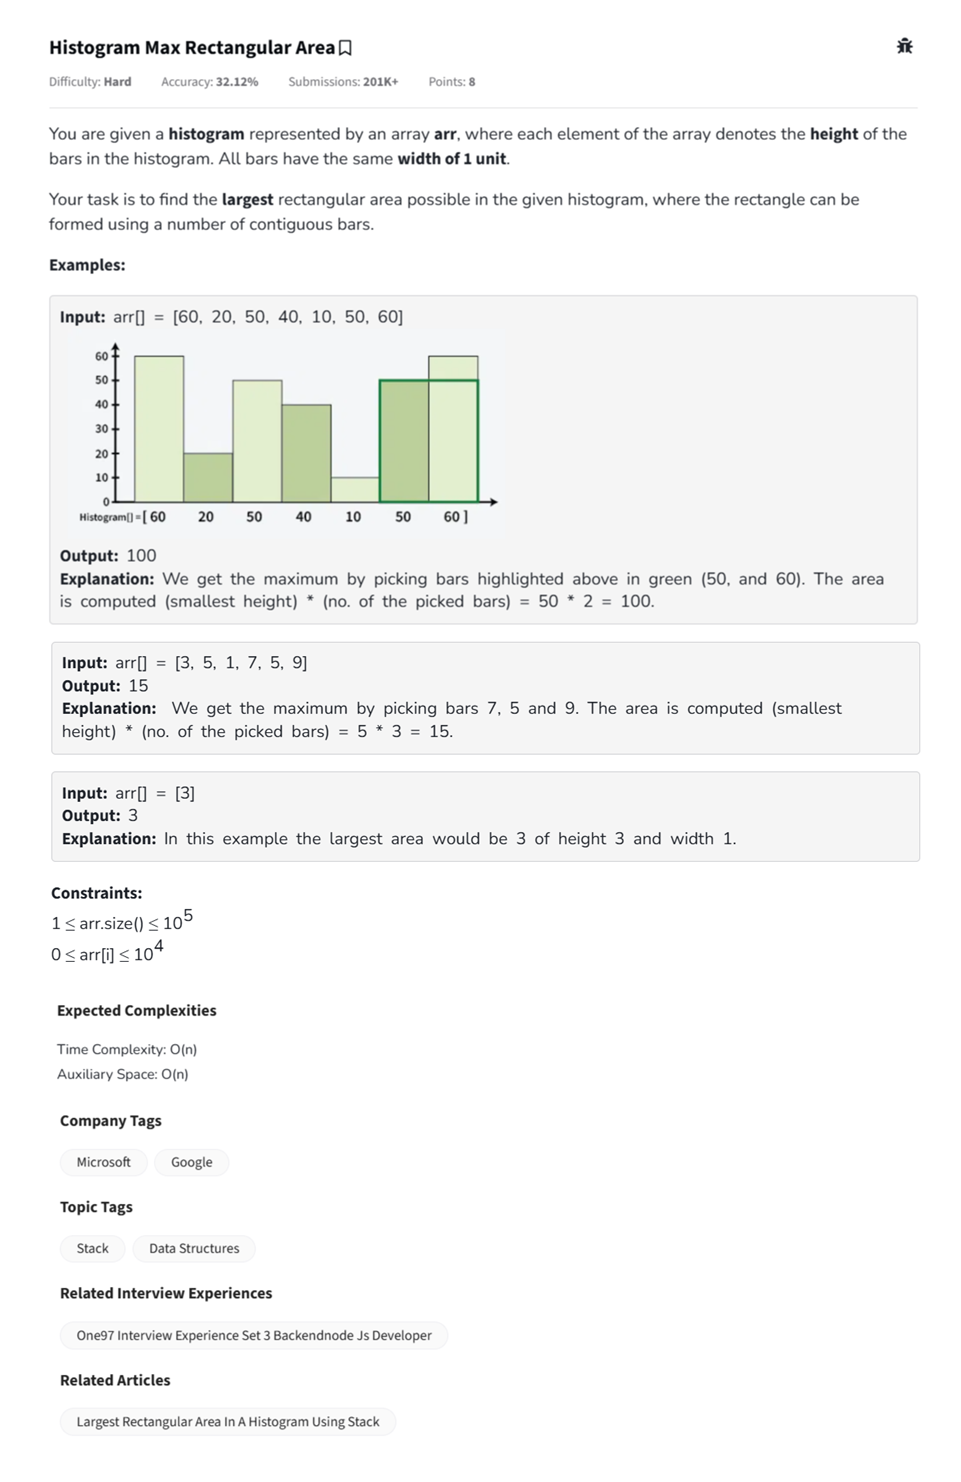 Histogram Max Rectangular Area
Difficulty: Hard Accuracy: 32.12% Submissions: 201K+ Points: 8
You are given a histogram represented by an array arr, where each element of the array denotes the height of the
bars in the histogram. All bars have the same width of 1 unit.
Your task is to find the largest rectangular area possible in the given histogram, where the rectangle can be
formed using a number of contiguous bars.
Examples:
Input: arr[] = [60, 20, 50, 40, 10, 50, 60]
60
50
40
30
20
10
0
Histogram[] = [ 60 20 50 40 10 50 60 ]
Output: 100
Explanation: We get the maximum by picking bars highlighted above in green (50, and 60). The area
is computed (smallest height) * (no. of the picked bars) = 50 * 2 = 100.
Input: arr[] = [3, 5, 1, 7, 5, 9]
Output: 15
Explanation: We get the maximum by picking bars 7, 5 and 9. The area is computed (smallest
height) * (no. of the picked bars) = 5 * 3 = 15.
Input: arr[] = [3]
Output: 3
Explanation: In this example the largest area would be 3 of height 3 and width 1.
Constraints:
1 ≤ arr.size() ≤ 10⁵
0 ≤ arr[i] ≤ 10⁴
Expected Complexities
Time Complexity: O(n)
Auxiliary Space: O(n)
Company Tags
Microsoft Google
Topic Tags
Stack Data Structures
Related Interview Experiences
One97 Interview Experience Set 3 Backendnode Js Developer
Related Articles
Largest Rectangular Area In A Histogram Using Stack